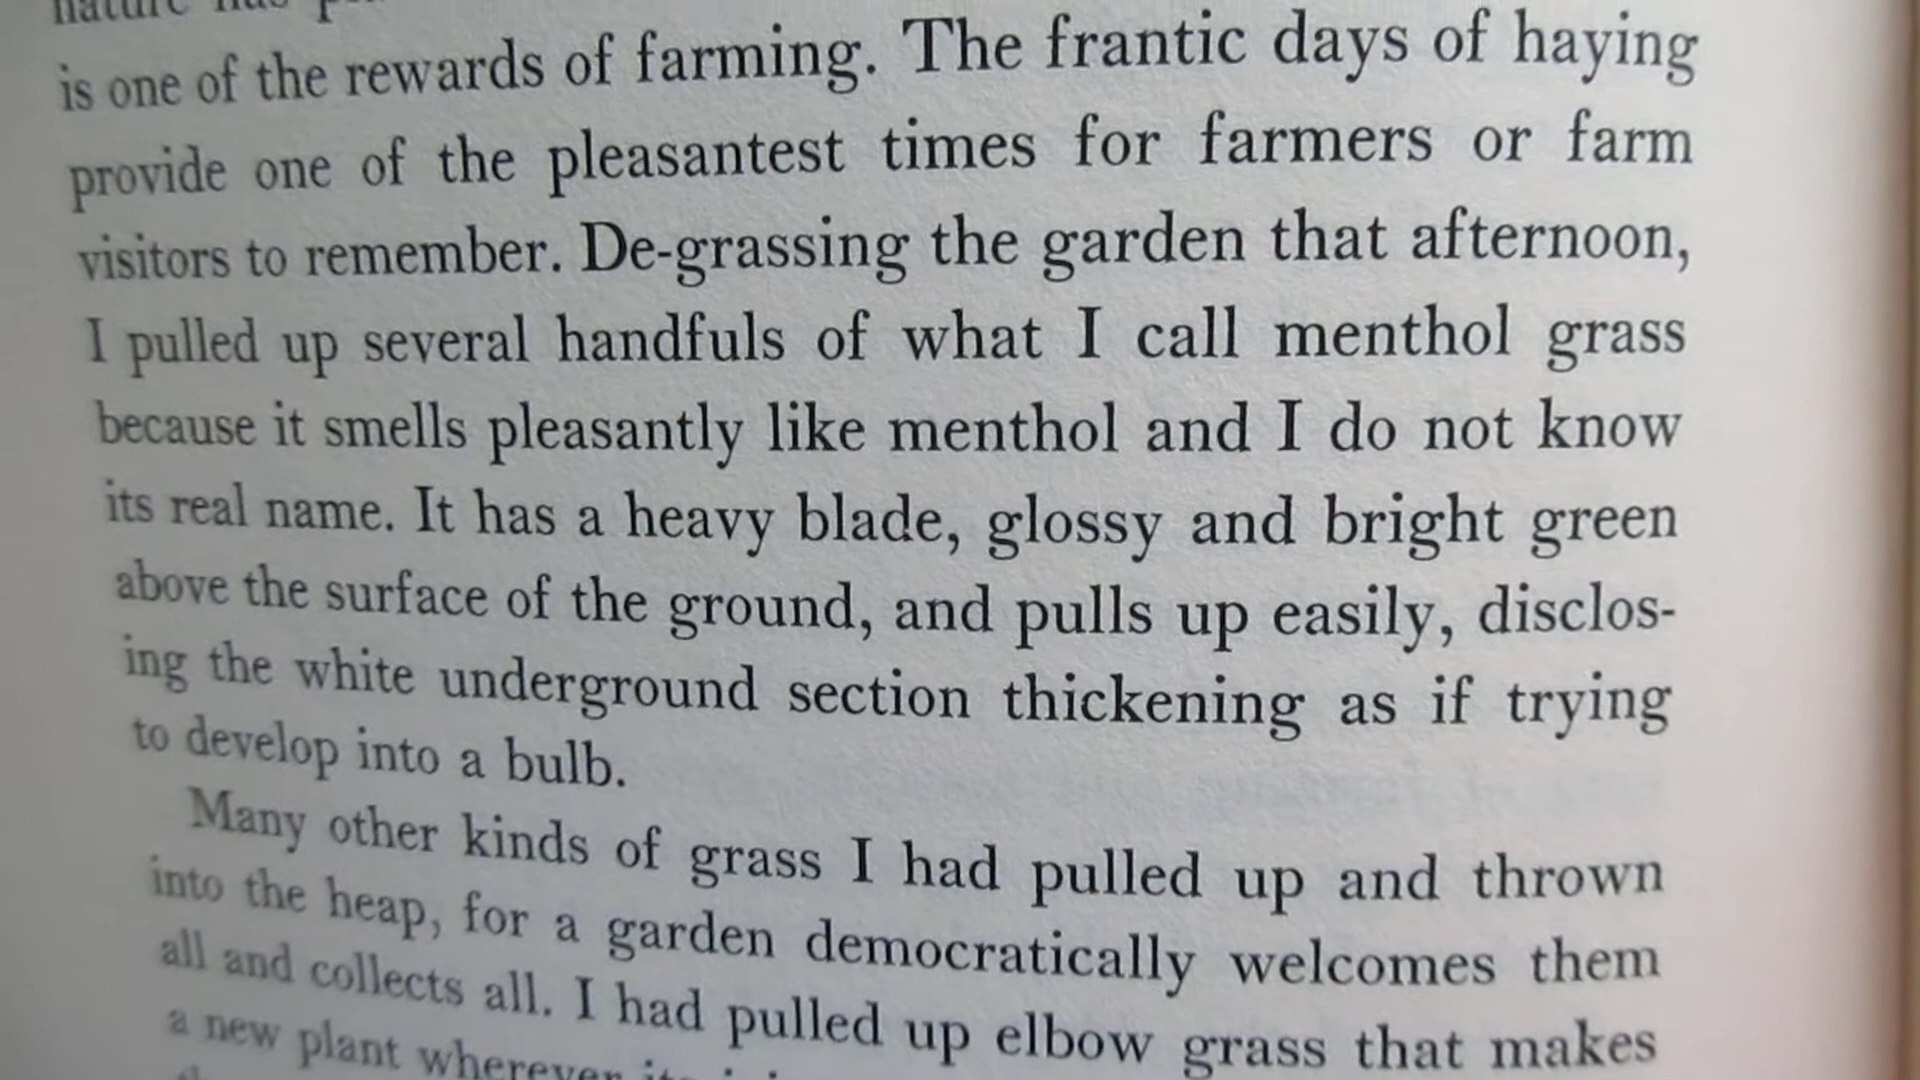 nature has
is one of the rewards of farming. The frantic days of haying
provide one of the pleasantest times for farmers or farm
visitors to remember. De-grassing the garden that afternoon,
I pulled up several handfuls of what I call menthol grass
because it smells pleasantly like menthol and I do not know
its real name. It has a heavy blade, glossy and bright green
above the surface of the ground, and pulls up easily, disclos-
ing the white underground section thickening as if trying
to develop into a bulb.
Many other kinds of grass I had pulled up and thrown
into the heap, for a garden democratically welcomes them
all and collects all. I had pulled up elbow grass that makes
a new plant wherever its